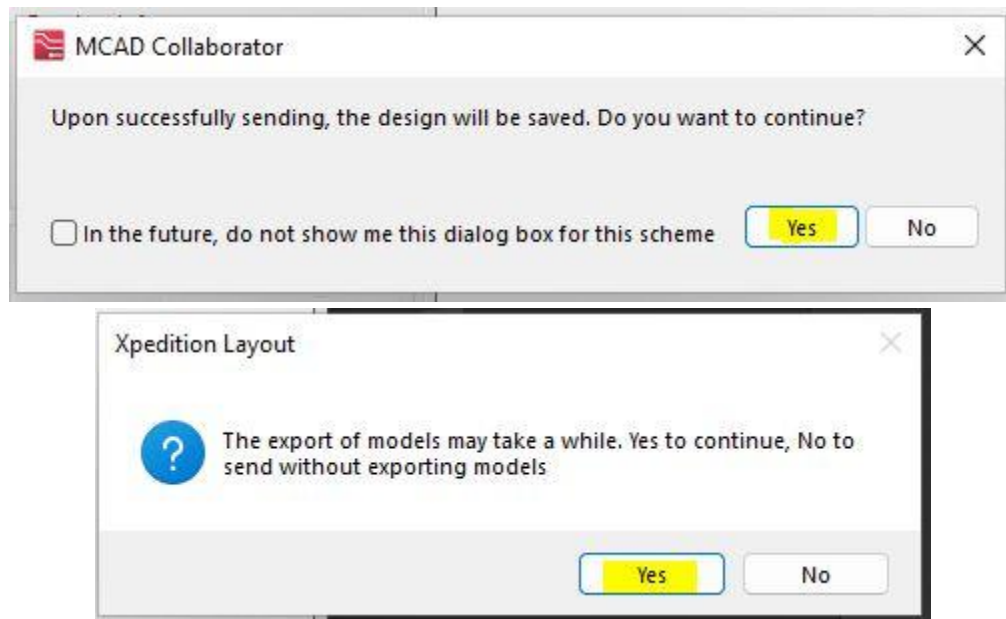 MCAD Collaborator
Upon successfully sending, the design will be saved. Do you want to continue?
In the future, do not show me this dialog box for this scheme
Yes
No
Xpedition Layout
The export of models may take a while. Yes to continue, No to
send without exporting models
Yes
No